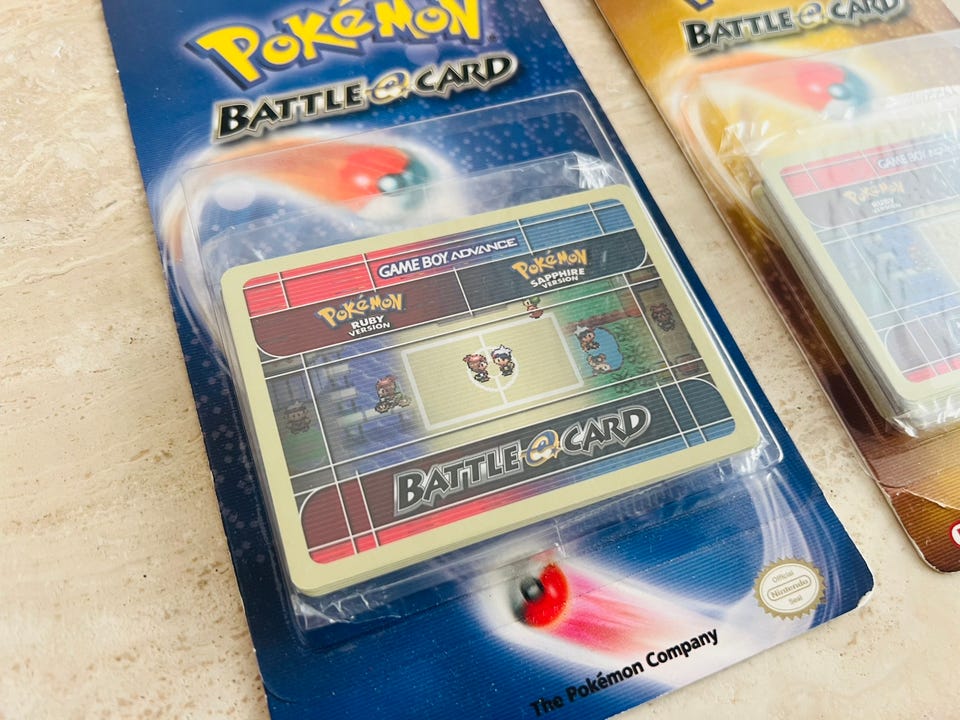 POKéMON
BATTLE e CARD
GAME BOY ADVANCE
POKéMON
RUBY
VERSION
POKéMON
SAPPHIRE
VERSION
BATTLE e CARD
Official
Nintendo
Seal
The Pokémon Company
BATTLE e CARD
GAME BOY
POKéMON
RUBY
VERSION